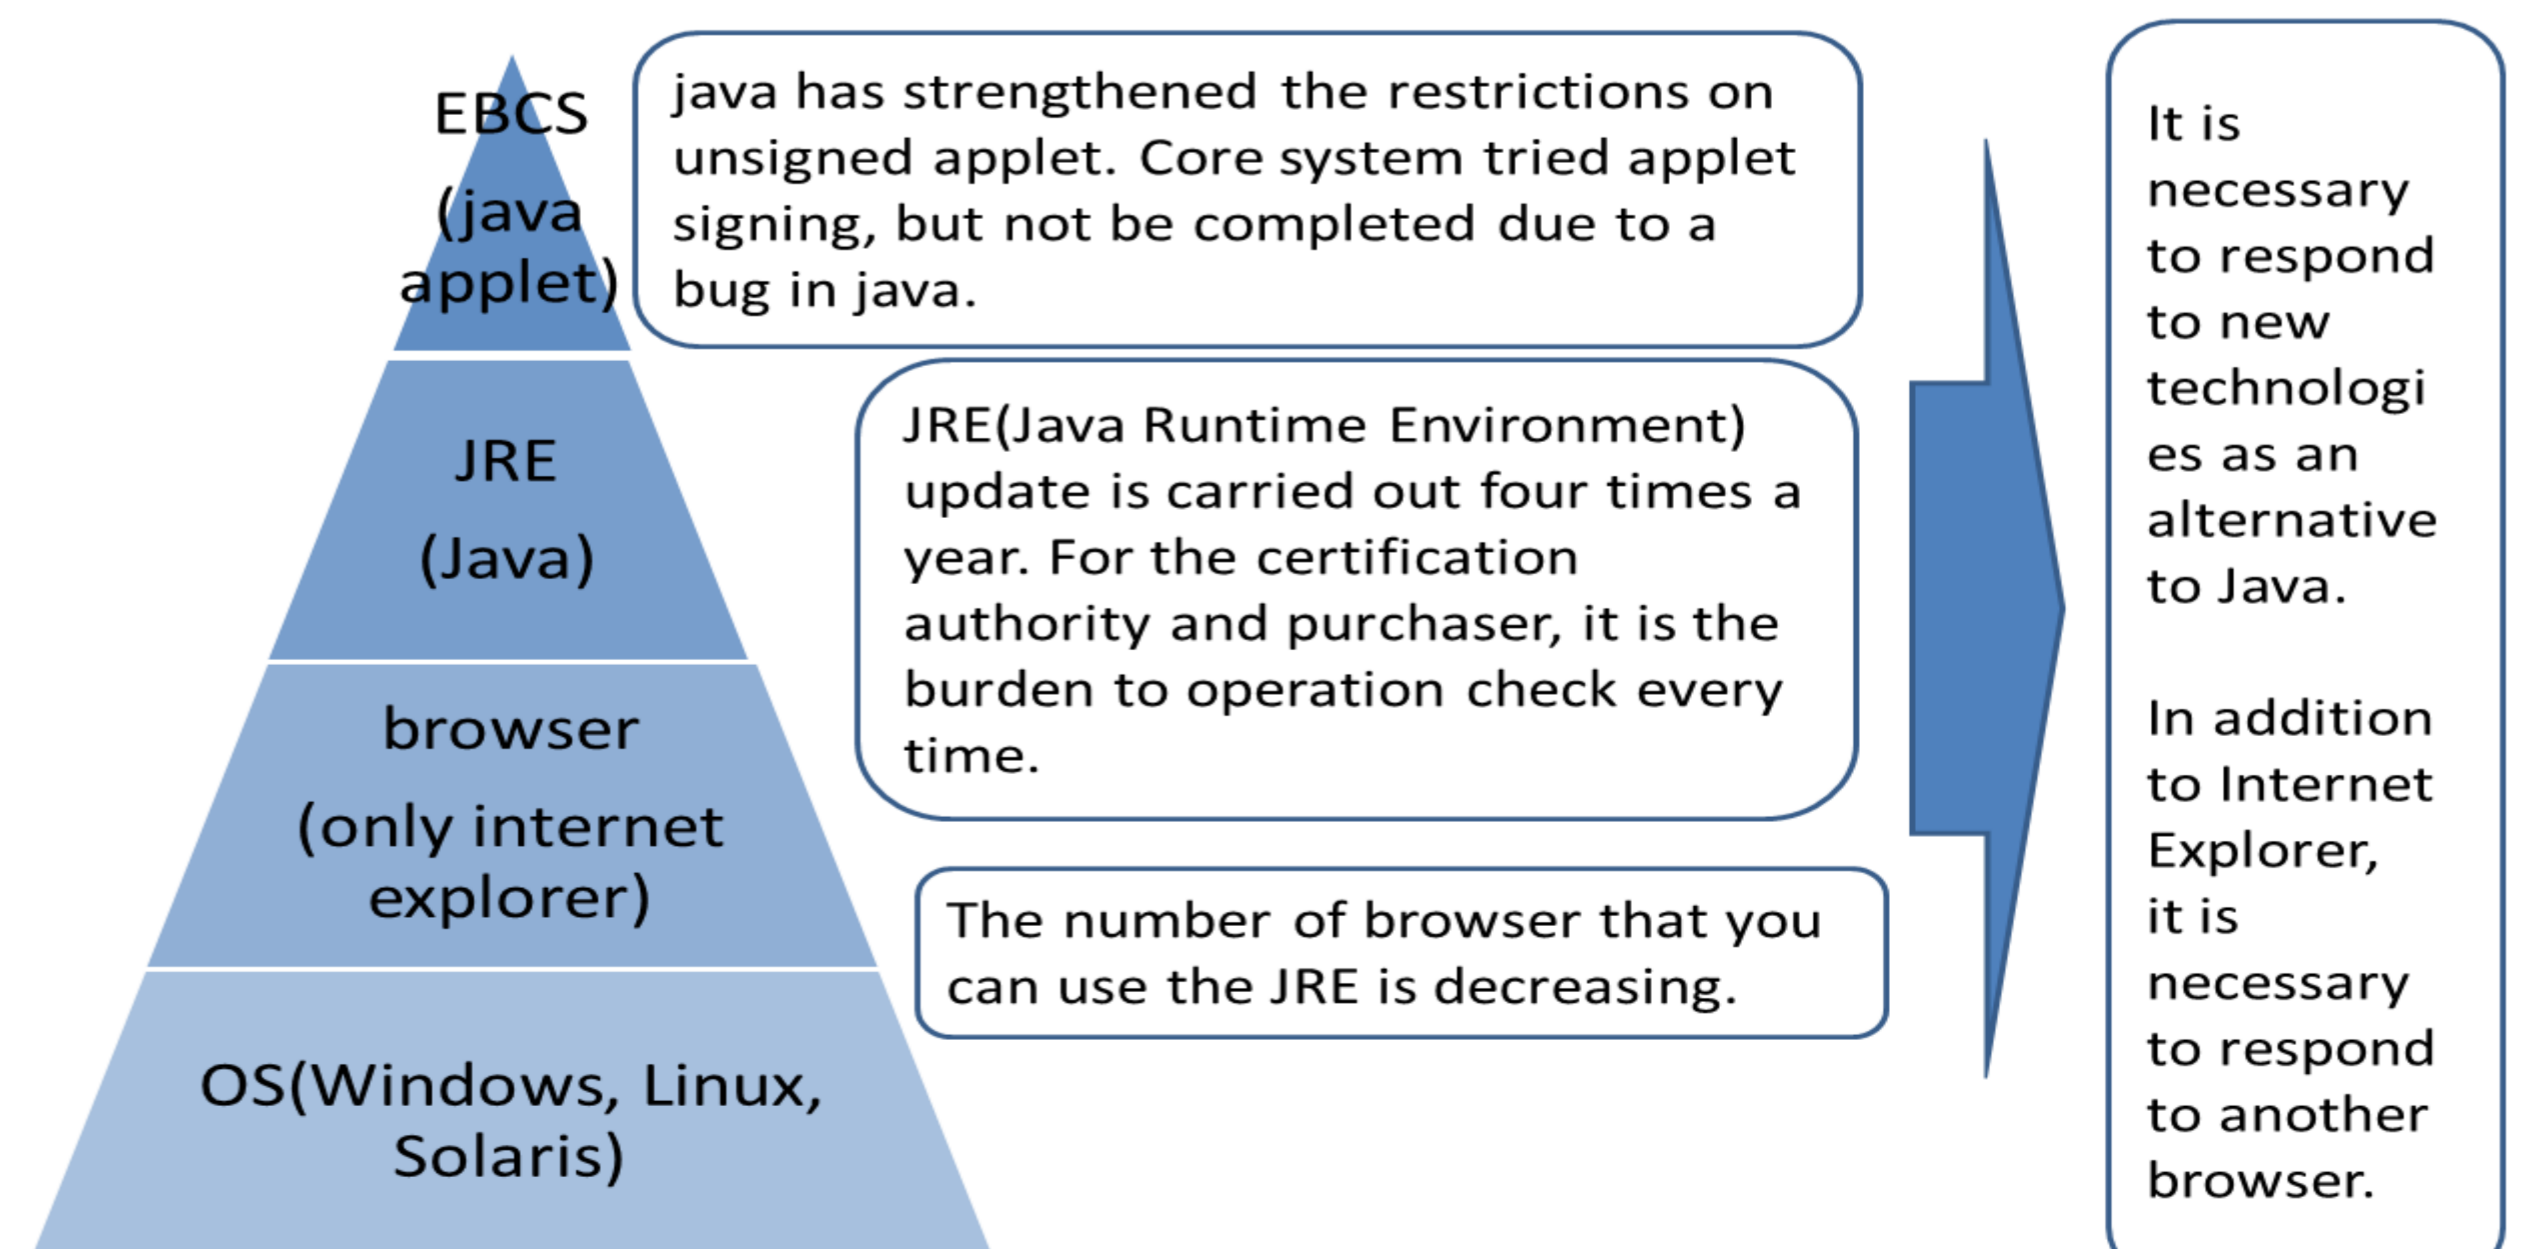 EBCS
(java
applet)
java has strengthened the restrictions on
unsigned applet. Core system tried applet
signing, but not be completed due to a
bug in java.
JRE
(Java)
JRE(Java Runtime Environment)
update is carried out four times a
year. For the certification
authority and purchaser, it is the
burden to operation check every
time.
browser
(only internet
explorer)
The number of browser that you
can use the JRE is decreasing.
OS(Windows, Linux,
Solaris)
It is
necessary
to respond
to new
technologi
es as an
alternative
to Java.
In addition
to Internet
Explorer,
it is
necessary
to respond
to another
browser.